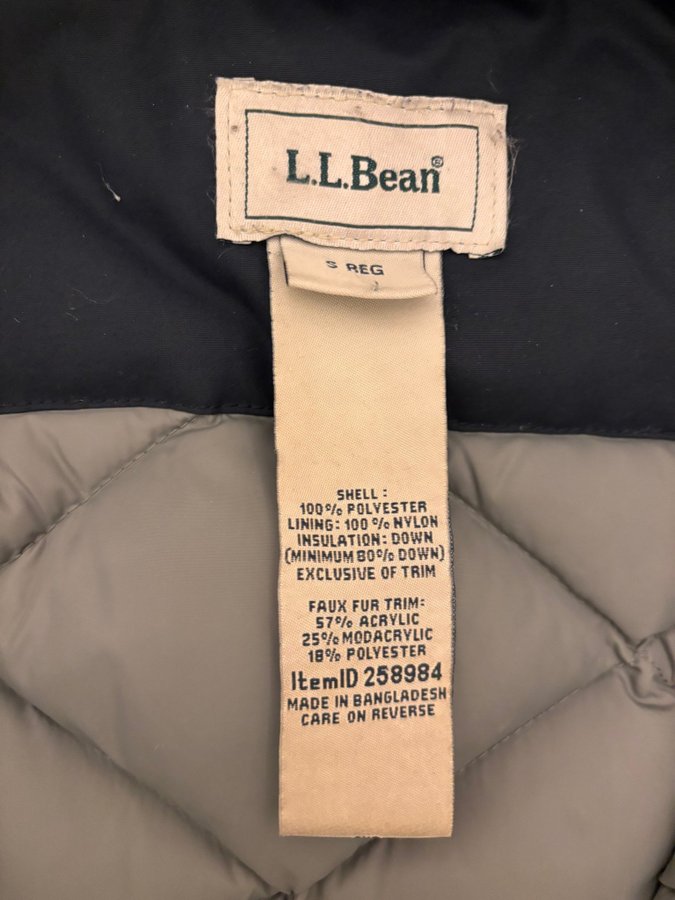 L.L.Bean®
S REG
SHELL:
100% POLYESTER
LINING: 100% NYLON
INSULATION: DOWN
(MINIMUM 80% DOWN)
EXCLUSIVE OF TRIM
FAUX FUR TRIM:
57% ACRYLIC
25% MODACRYLIC
18% POLYESTER
ItemID 258984
MADE IN BANGLADESH
CARE ON REVERSE